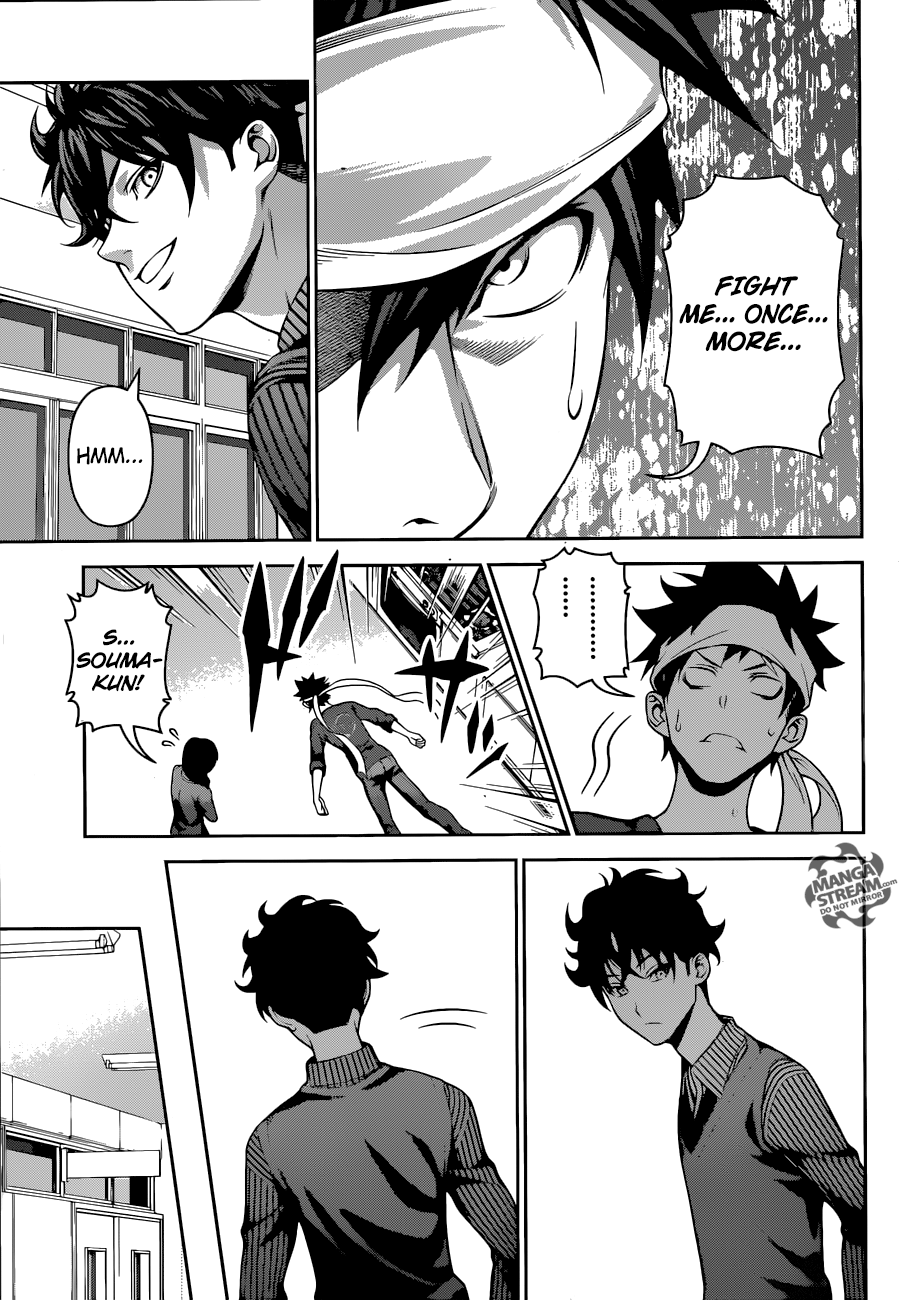 FIGHT
ME... ONCE...
MORE...
HMM...
..........
S...
SOUMA-
KUN!
MANGA
STREAM.com
DO NOT MIRROR